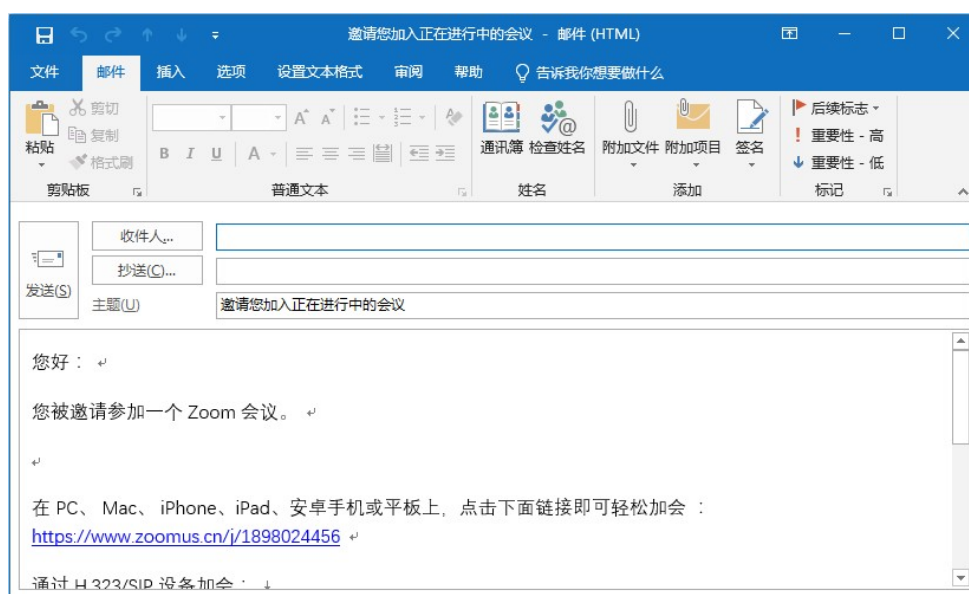 邀请您加入正在进行中的会议 - 邮件 (HTML)
文件 邮件 插入 选项 设置文本格式 审阅 帮助 告诉我你想要做什么
剪切
复制
格式刷
粘贴
剪贴板
B I U A
普通文本
通讯簿 检查姓名
姓名
附加文件 附加项目 签名
添加
后续标志
重要性 - 高
重要性 - 低
标记
发送(S)
收件人...
抄送(C)...
主题(U) 邀请您加入正在进行中的会议
您好：
您被邀请参加一个 Zoom 会议。
在 PC、 Mac、 iPhone、iPad、安卓手机或平板上，点击下面链接即可轻松加会 ：
https://www.zoomus.cn/j/1898024456
通过 H.323/SIP 设备加会：